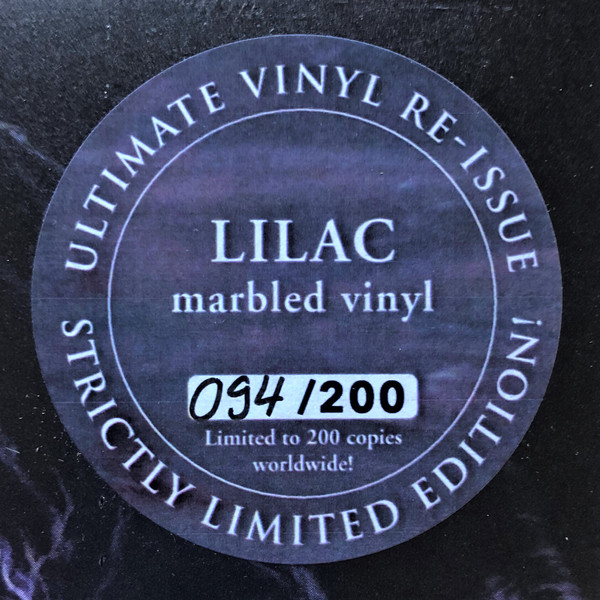 ULTIMATE VINYL RE-ISSUE
LILAC
marbled vinyl
094/200
Limited to 200 copies
worldwide!
STRICTLY LIMITED EDITION!